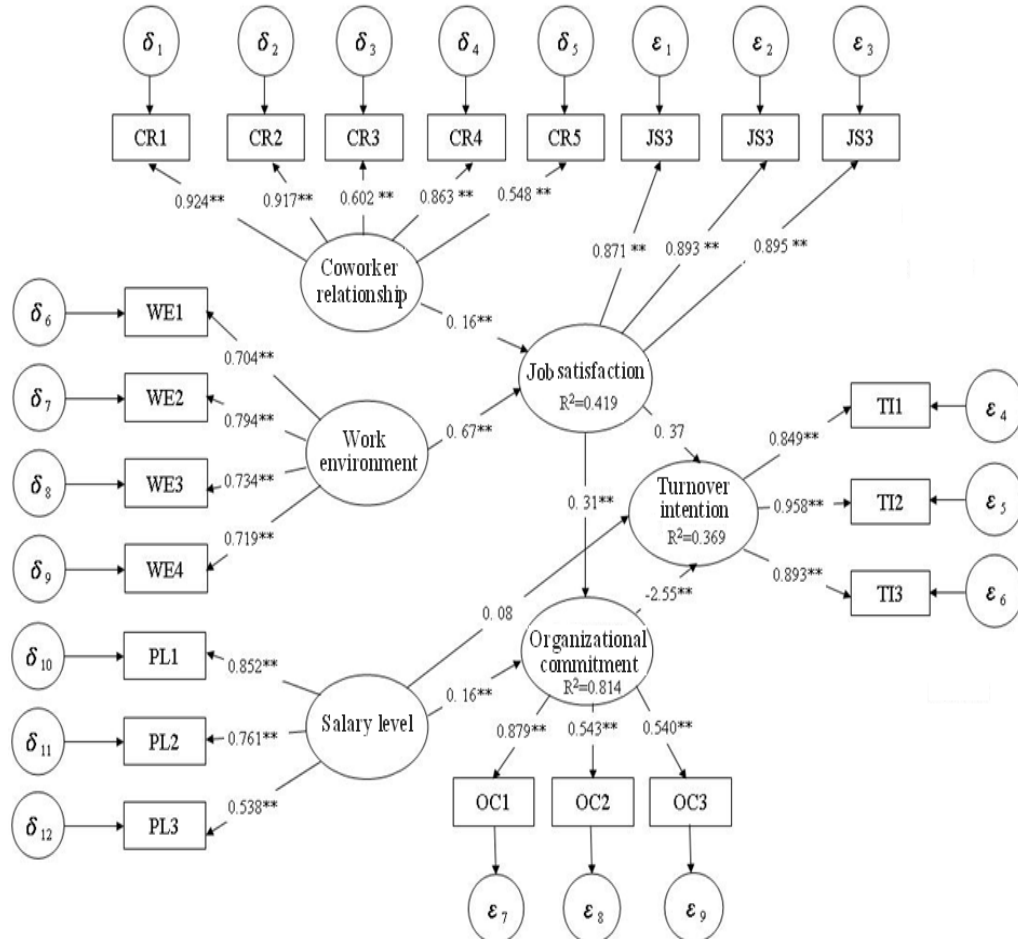 δ1 δ2 δ3 δ4 δ5 ε1 ε2 ε3
CR1 CR2 CR3 CR4 CR5 JS3 JS3 JS3
0.924** 0.917** 0.602** 0.863** 0.548**
0.871** 0.893** 0.895**
Coworker
relationship
0.16**
δ6 WE1
0.704**
δ7 WE2
0.794**
δ8 WE3
0.734**
δ9 WE4
0.719**
Work
environment
0.67**
Job satisfaction
R²=0.419
0.37
0.31**
Turnover
intention
R²=0.369
0.849** TI1 ε4
0.958** TI2 ε5
0.893** TI3 ε6
0.08
-2.55**
δ10 PL1
0.852**
δ11 PL2
0.761**
δ12 PL3
0.538**
Salary level
0.16**
Organizational
commitment
R²=0.814
0.879** 0.543** 0.540**
OC1 OC2 OC3
ε7 ε8 ε9